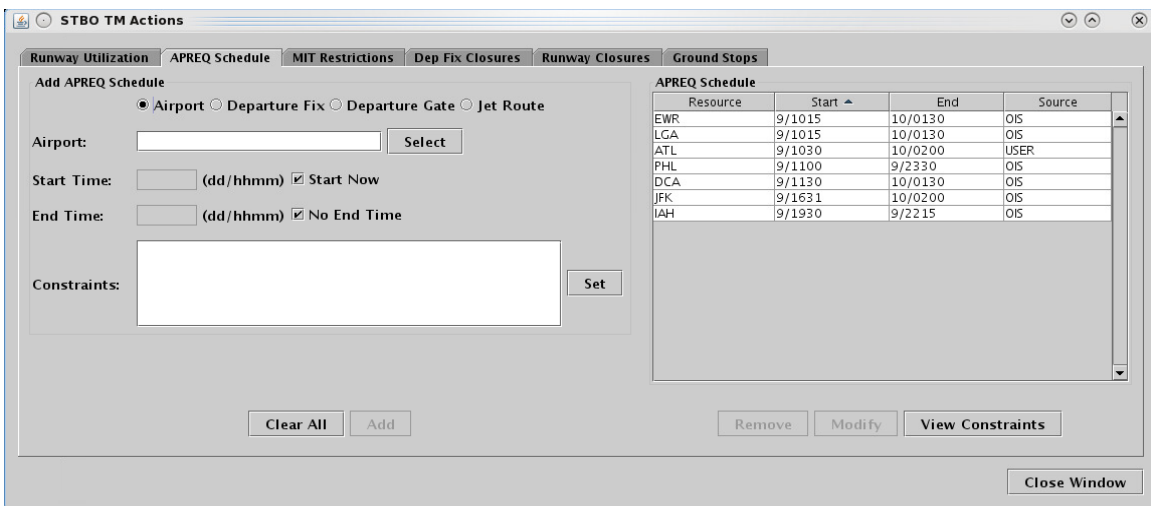 STBO TM Actions
Runway Utilization APREQ Schedule MIT Restrictions Dep Fix Closures Runway Closures Ground Stops
Add APREQ Schedule
Airport Departure Fix Departure Gate Jet Route
Airport: Select
Start Time: (dd/hhmm) Start Now
End Time: (dd/hhmm) No End Time
Constraints: Set
Clear All Add
APREQ Schedule
Resource Start End Source
EWR 9/1015 10/0130 OIS
LGA 9/1015 10/0130 OIS
ATL 9/1030 10/0200 USER
PHL 9/1100 9/2330 OIS
DCA 9/1130 10/0130 OIS
JFK 9/1631 10/0200 OIS
IAH 9/1930 9/2215 OIS
Remove Modify View Constraints
Close Window